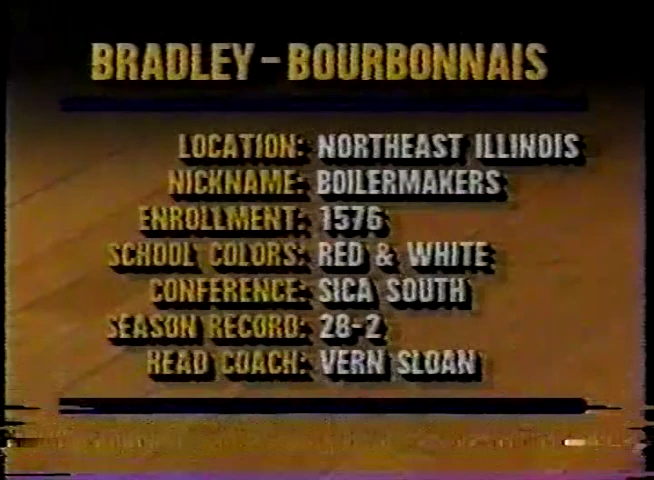 BRADLEY-BOURBONNAIS
LOCATION: NORTHEAST ILLINOIS
NICKNAME: BOILERMAKERS
ENROLLMENT: 1576
SCHOOL COLORS: RED & WHITE
CONFERENCE: SICA SOUTH
SEASON RECORD: 28-2
HEAD COACH: VERN SLOAN